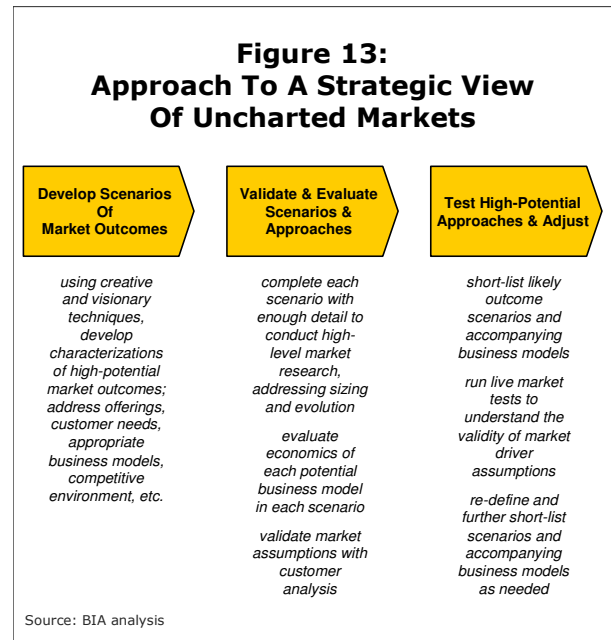 Figure 13:
Approach To A Strategic View
Of Uncharted Markets
Develop Scenarios
Of
Market Outcomes
Validate & Evaluate
Scenarios &
Approaches
Test High-Potential
Approaches & Adjust
using creative
and visionary
techniques,
develop
characterizations
of high-potential
market outcomes;
address offerings,
customer needs,
appropriate
business models,
competitive
environment, etc.
complete each
scenario with
enough detail to
conduct high-
level market
research,
addressing sizing
and evolution
evaluate
economics of
each potential
business model
in each scenario
validate market
assumptions with
customer
analysis
short-list likely
outcome
scenarios and
accompanying
business models
run live market
tests to
understand the
validity of market
driver
assumptions
re-define and
further short-list
scenarios and
accompanying
business models
as needed
Source: BIA analysis